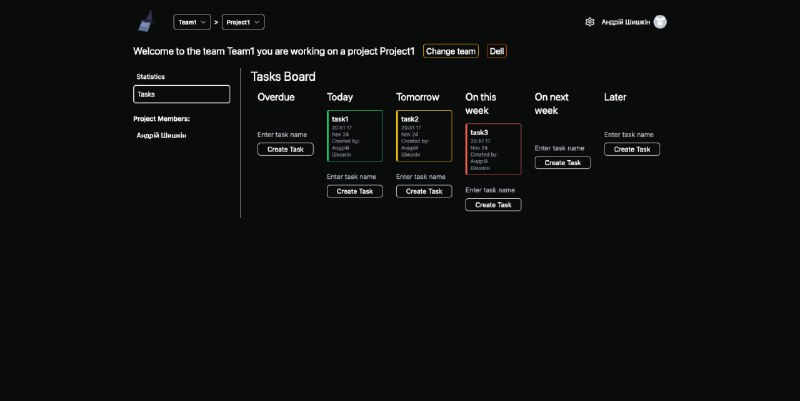 Team1 > Project1 Андрій Шишкін
Welcome to the team Team1 you are working on a project Project1 Change team Dell
Statistics
Tasks
Project Members:
Андрій Шишкін
Tasks Board
Overdue
Enter task name
Create Task
Today
task1
20:51 17
Nov 24
Created by:
Андрій
Шишкін
Enter task name
Create Task
Tomorrow
task2
20:51 17
Nov 24
Created by:
Андрій
Шишкін
Enter task name
Create Task
On this
week
task3
20:51 17
Nov 24
Created by:
Андрій
Шишкін
Enter task name
Create Task
On next
week
Enter task name
Create Task
Later
Enter task name
Create Task